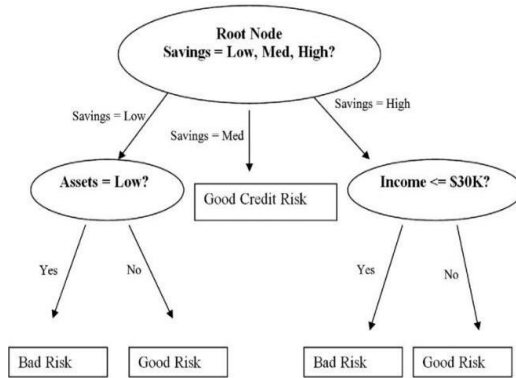 Root Node
Savings = Low, Med, High?
Savings = Low
Savings = Med
Savings = High
Assets = Low?
Good Credit Risk
Income <= $30K?
Yes
No
Yes
No
Bad Risk
Good Risk
Bad Risk
Good Risk